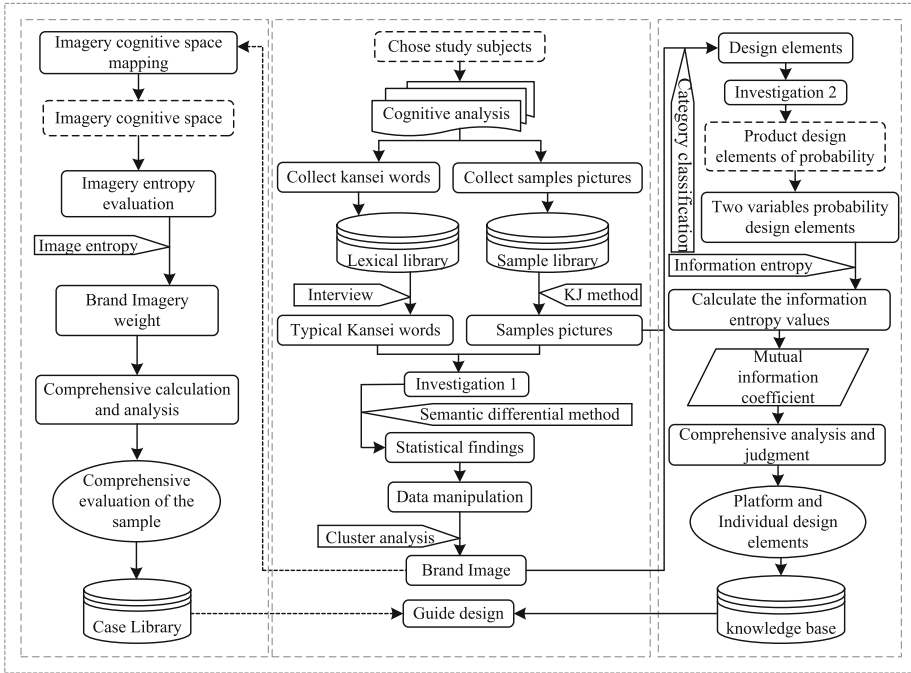 Imagery cognitive space
mapping
Imagery cognitive space
Imagery entropy
evaluation
Image entropy
Brand Imagery
weight
Comprehensive calculation
and analysis
Comprehensive
evaluation of the
sample
Case Library
Chose study subjects
Cognitive analysis
Collect kansei words
Collect samples pictures
Lexical library
Sample library
Interview
KJ method
Typical Kansei words
Samples pictures
Investigation 1
Semantic differential method
Statistical findings
Data manipulation
Cluster analysis
Brand Image
Guide design
Category classification
Design elements
Investigation 2
Product design
elements of probability
Two variables probability
design elements
Information entropy
Calculate the information
entropy values
Mutual
information
coefficient
Comprehensive analysis and
judgment
Platform and
Individual design
elements
knowledge base